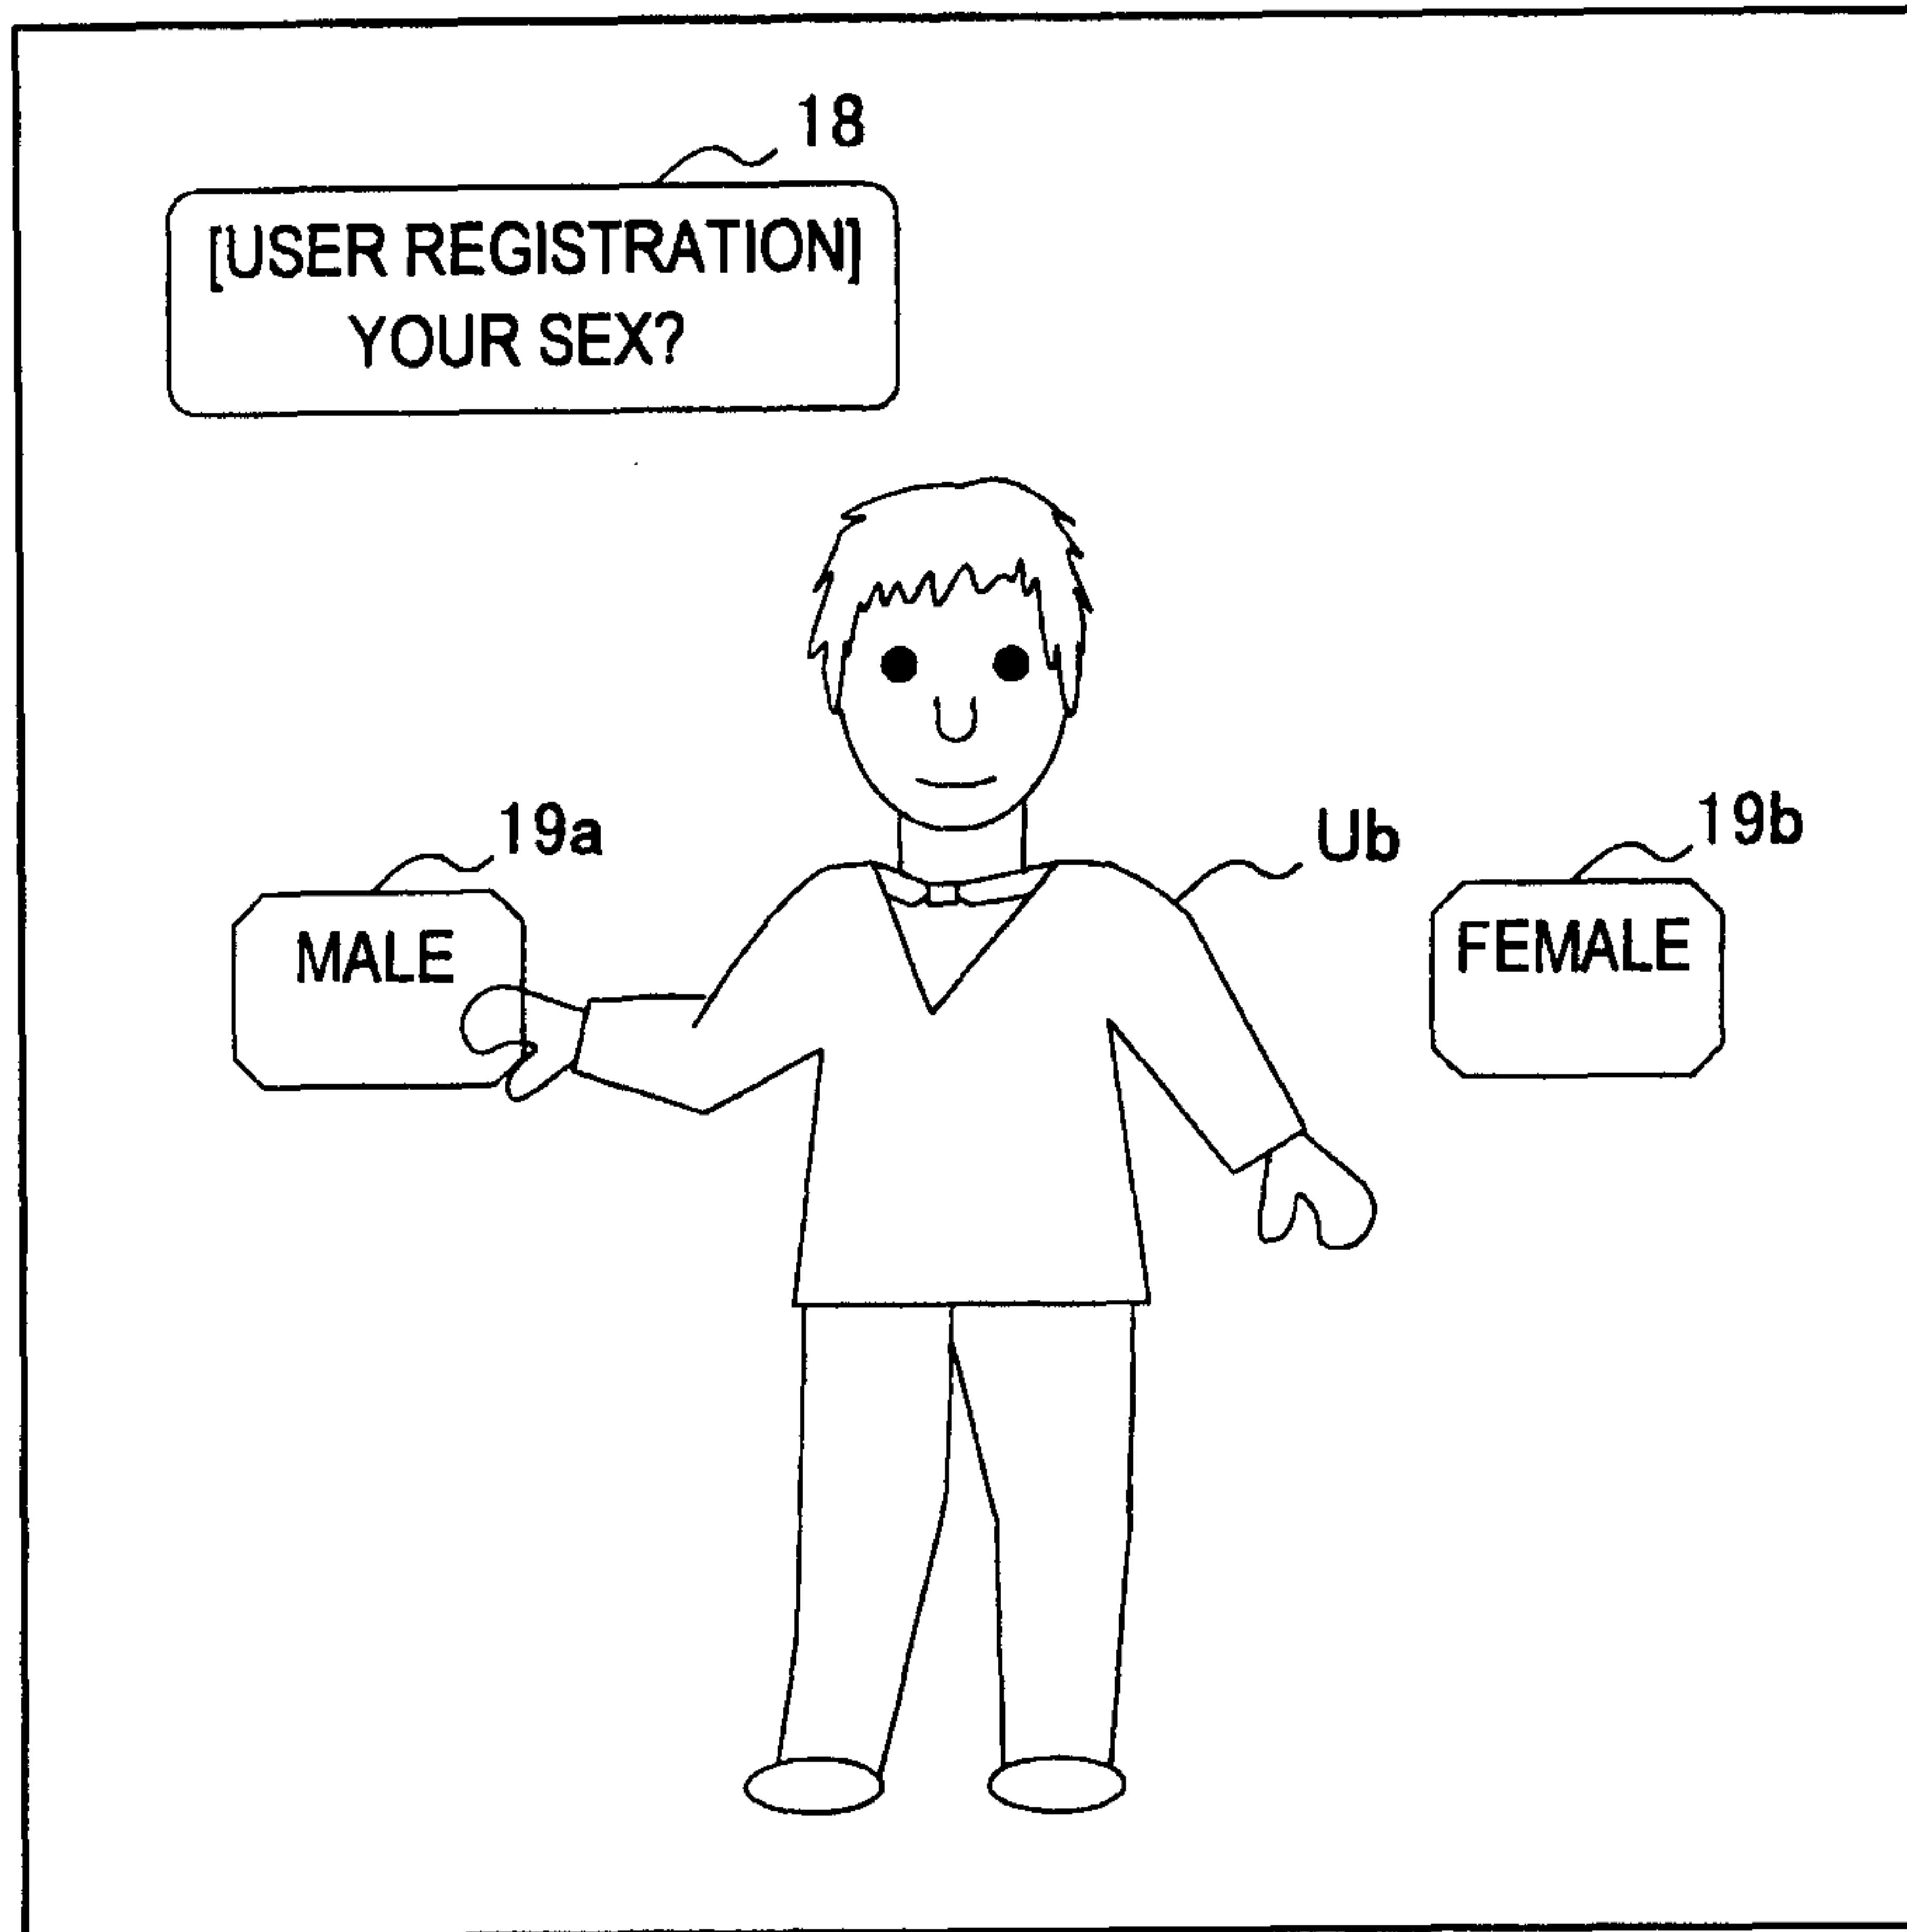 18
[USER REGISTRATION]
YOUR SEX?
19a
Ub
19b
MALE
FEMALE